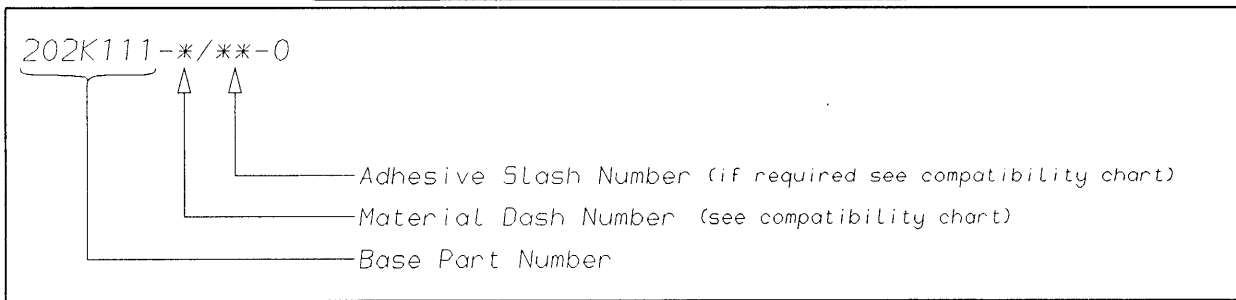 202K111-*/**-0
Adhesive Slash Number (if required see compatibility chart)
Material Dash Number (see compatibility chart)
Base Part Number